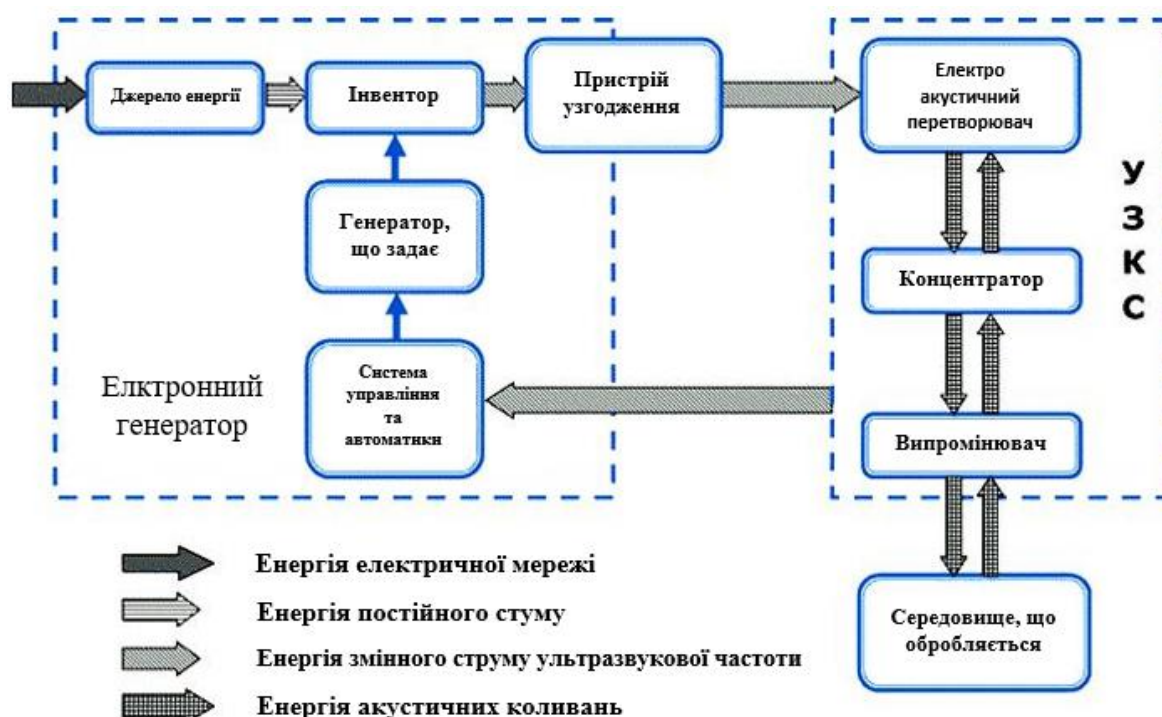 Джерело енергії
Інвентор
Пристрій
узгодження
Електро
акустичний
перетворювач
Генератор,
що задає
Система
управління
та
автоматики
Елктронний
генератор
Концентратор
Випромінювач
У
З
К
С
Середовище, що
обробляється
Енергія електричної мережі
Енергія постійного стуму
Енергія змінного струму ультразвукової частоти
Енергія акустичних коливань